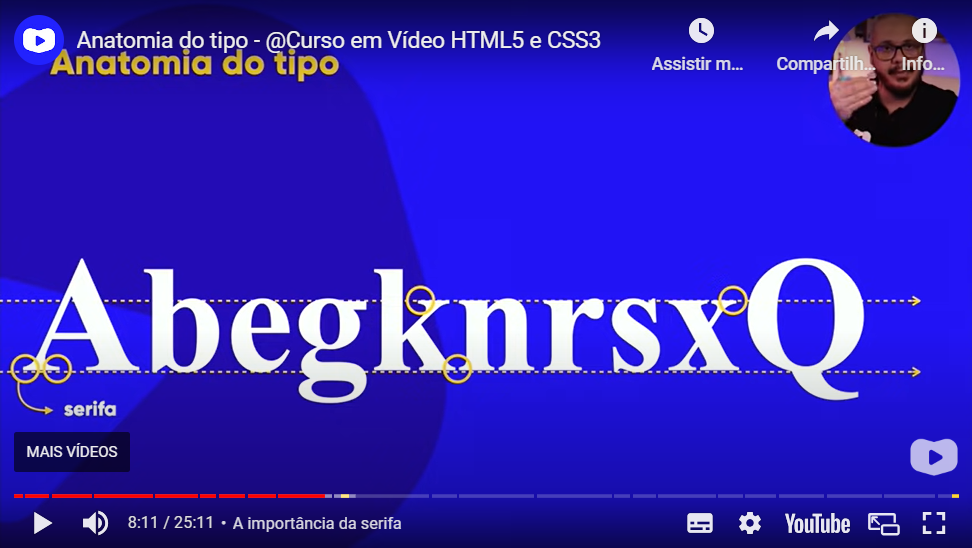 Anatomia do tipo - @Curso em Vídeo HTML5 e CSS3
Assistir m...
Compartilh...
Info...
Anatomia do tipo
AbegknrsxQ
serifa
MAIS VÍDEOS
8:11 / 25:11 • A importância da serifa
YouTube